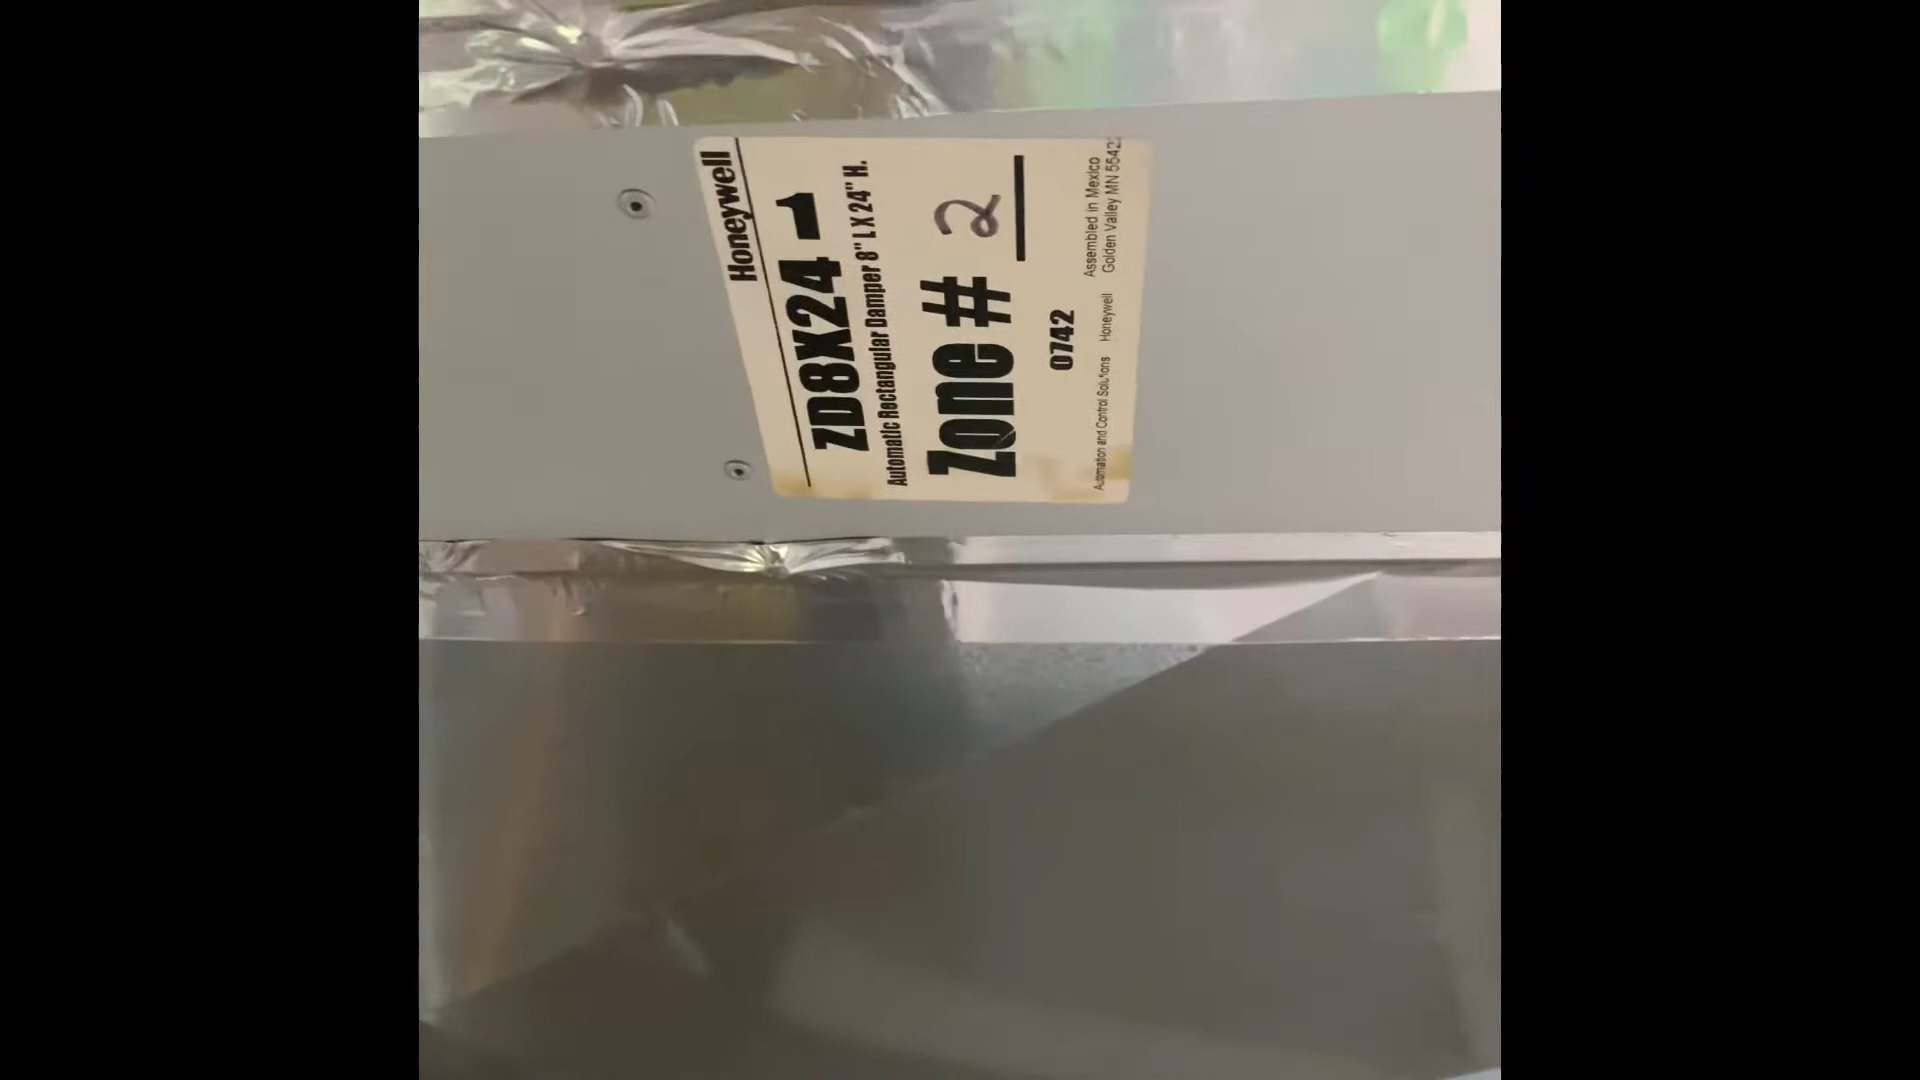 Honeywell
ZD8X24-1
Automatic Rectangular Damper 8" L X 24" H.
Zone # 2
0742
Automation and Control Solutions Honeywell Assembled in Mexico
Golden Valley MN 5542